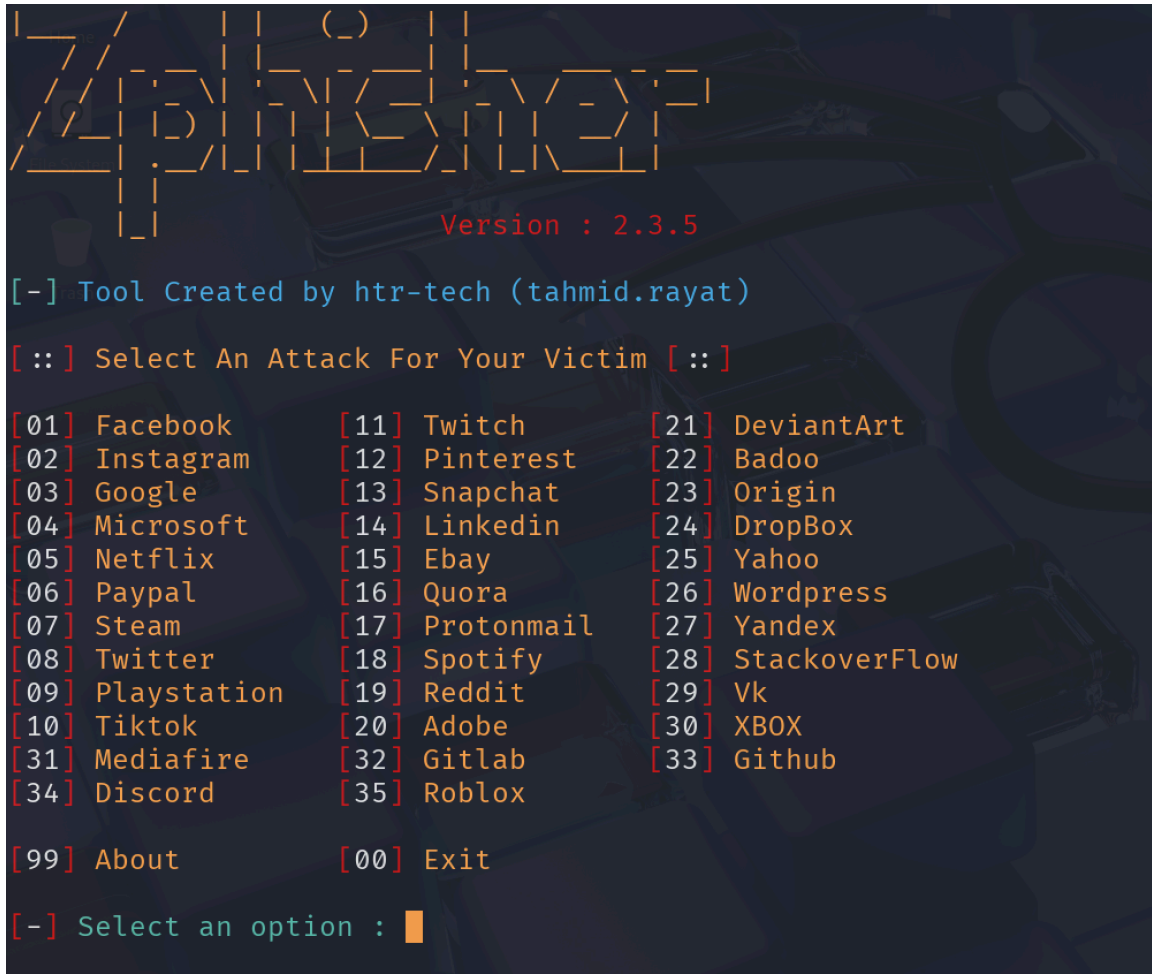 Zphisher
Version : 2.3.5
[-] Tool Created by htr-tech (tahmid.rayat)
[::] Select An Attack For Your Victim [::]
[01] Facebook [11] Twitch [21] DeviantArt
[02] Instagram [12] Pinterest [22] Badoo
[03] Google [13] Snapchat [23] Origin
[04] Microsoft [14] Linkedin [24] DropBox
[05] Netflix [15] Ebay [25] Yahoo
[06] Paypal [16] Quora [26] Wordpress
[07] Steam [17] Protonmail [27] Yandex
[08] Twitter [18] Spotify [28] StackoverFlow
[09] Playstation [19] Reddit [29] Vk
[10] Tiktok [20] Adobe [30] XBOX
[31] Mediafire [32] Gitlab [33] Github
[34] Discord [35] Roblox
[99] About [00] Exit
[-] Select an option :